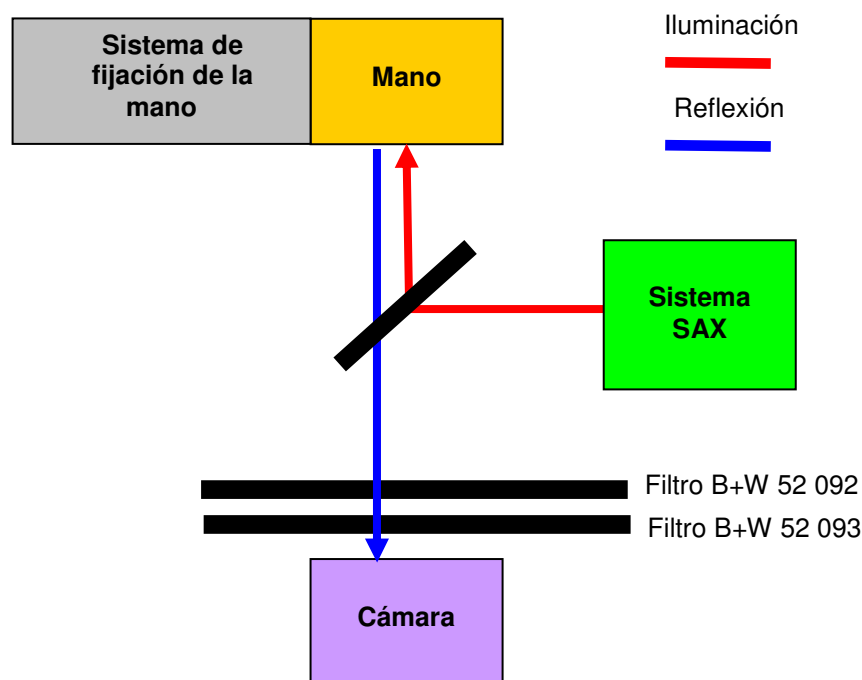 Sistema de
fijación de la
mano
Mano
Iluminación
Reflexión
Sistema
SAX
Filtro B+W 52 092
Filtro B+W 52 093
Cámara